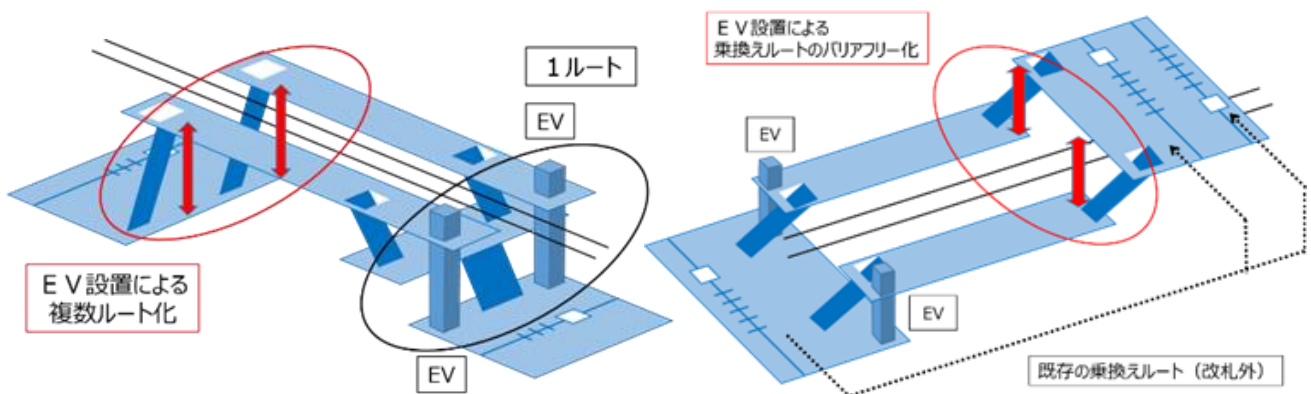 １ルート
EV
ＥＶ設置による
複数ルート化
EV
ＥＶ設置による
乗換えルートのバリアフリー化
EV
EV
既存の乗換えルート（改札外）